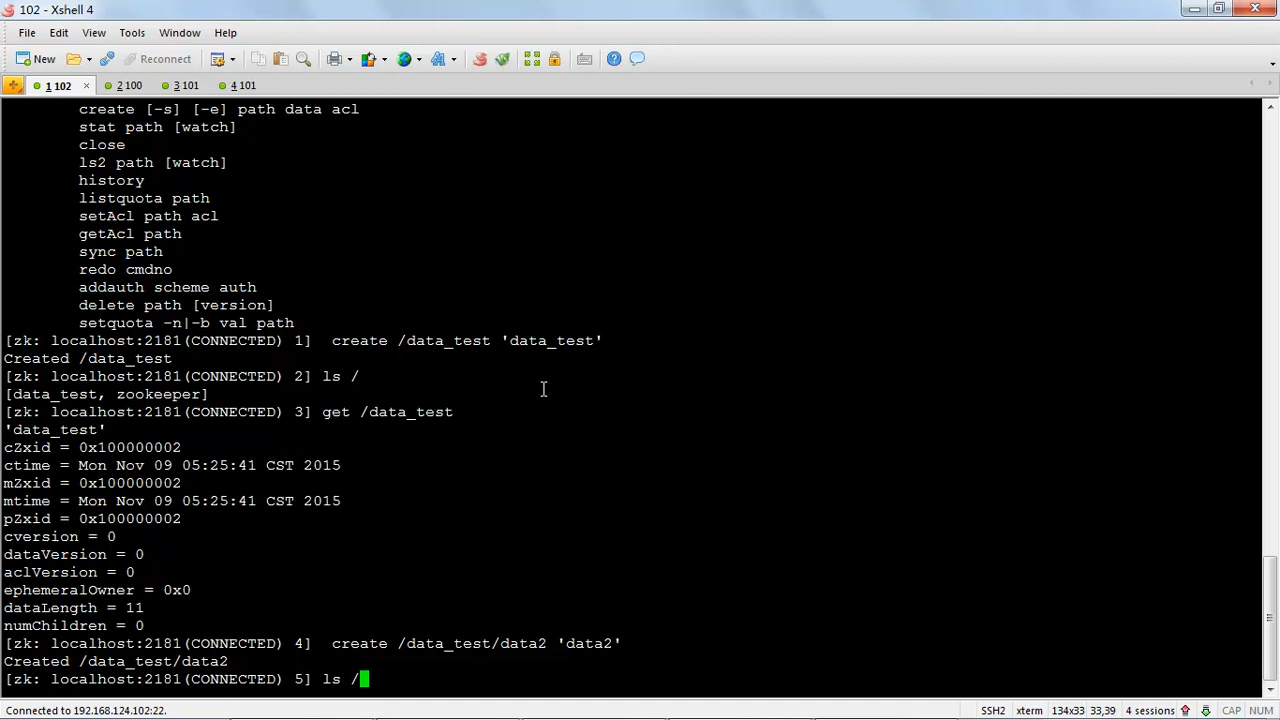 102 - Xshell 4
File Edit View Tools Window Help
New Reconnect
1 102 2 100 3 101 4 101
create [-s] [-e] path data acl
stat path [watch]
close
ls2 path [watch]
history
listquota path
setAcl path acl
getAcl path
sync path
redo cmdno
addauth scheme auth
delete path [version]
setquota -n|-b val path
[zk: localhost:2181(CONNECTED) 1]  create /data_test 'data_test'
Created /data_test
[zk: localhost:2181(CONNECTED) 2] ls /
[data_test, zookeeper]
[zk: localhost:2181(CONNECTED) 3] get /data_test
'data_test'
cZxid = 0x100000002
ctime = Mon Nov 09 05:25:41 CST 2015
mZxid = 0x100000002
mtime = Mon Nov 09 05:25:41 CST 2015
pZxid = 0x100000002
cversion = 0
dataVersion = 0
aclVersion = 0
ephemeralOwner = 0x0
dataLength = 11
numChildren = 0
[zk: localhost:2181(CONNECTED) 4]  create /data_test/data2 'data2'
Created /data_test/data2
[zk: localhost:2181(CONNECTED) 5] ls /
Connected to 192.168.124.102:22. SSH2 xterm 134x33 33,39 4 sessions CAP NUM